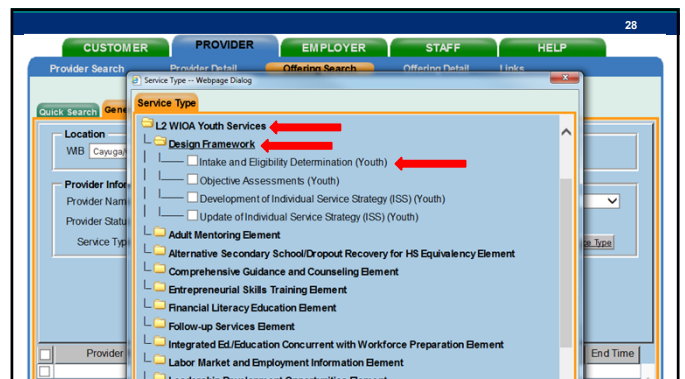 28
CUSTOMER PROVIDER EMPLOYER STAFF HELP
Provider Search Provider Detail Offering Search Offering Detail Links
Service Type -- Webpage Dialog
Quick Search Gene
Service Type
Location
WIB Cayuga/
L2 WIOA Youth Services
Design Framework
Intake and Eligibility Determination (Youth)
Provider Infor
Objective Assessments (Youth)
Provider Nam
Development of Individual Service Strategy (ISS) (Youth)
Provider Statu
Update of Individual Service Strategy (ISS) (Youth)
Service Typ
Adult Mentoring Element
ce Type
Alternative Secondary School/Dropout Recovery for HS Equivalency Element
Comprehensive Guidance and Counseling Element
Entrepreneurial Skills Training Element
Financial Literacy Education Element
Follow-up Services Element
Integrated Ed./Education Concurrent with Workforce Preparation Element
Provider
End Time
Labor Market and Employment Information Element